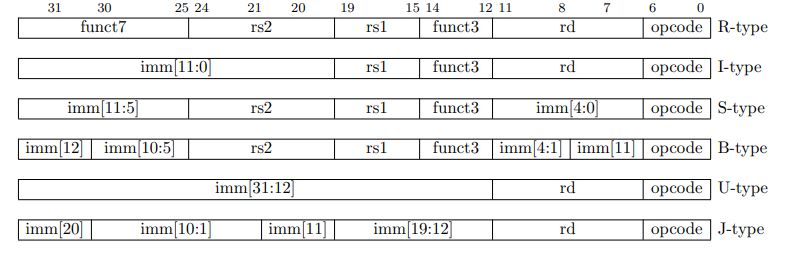 31 30 25 24 21 20 19 15 14 12 11 8 7 6 0
funct7 rs2 rs1 funct3 rd opcode R-type
imm[11:0] rs1 funct3 rd opcode I-type
imm[11:5] rs2 rs1 funct3 imm[4:0] opcode S-type
imm[12] imm[10:5] rs2 rs1 funct3 imm[4:1] imm[11] opcode B-type
imm[31:12] rd opcode U-type
imm[20] imm[10:1] imm[11] imm[19:12] rd opcode J-type